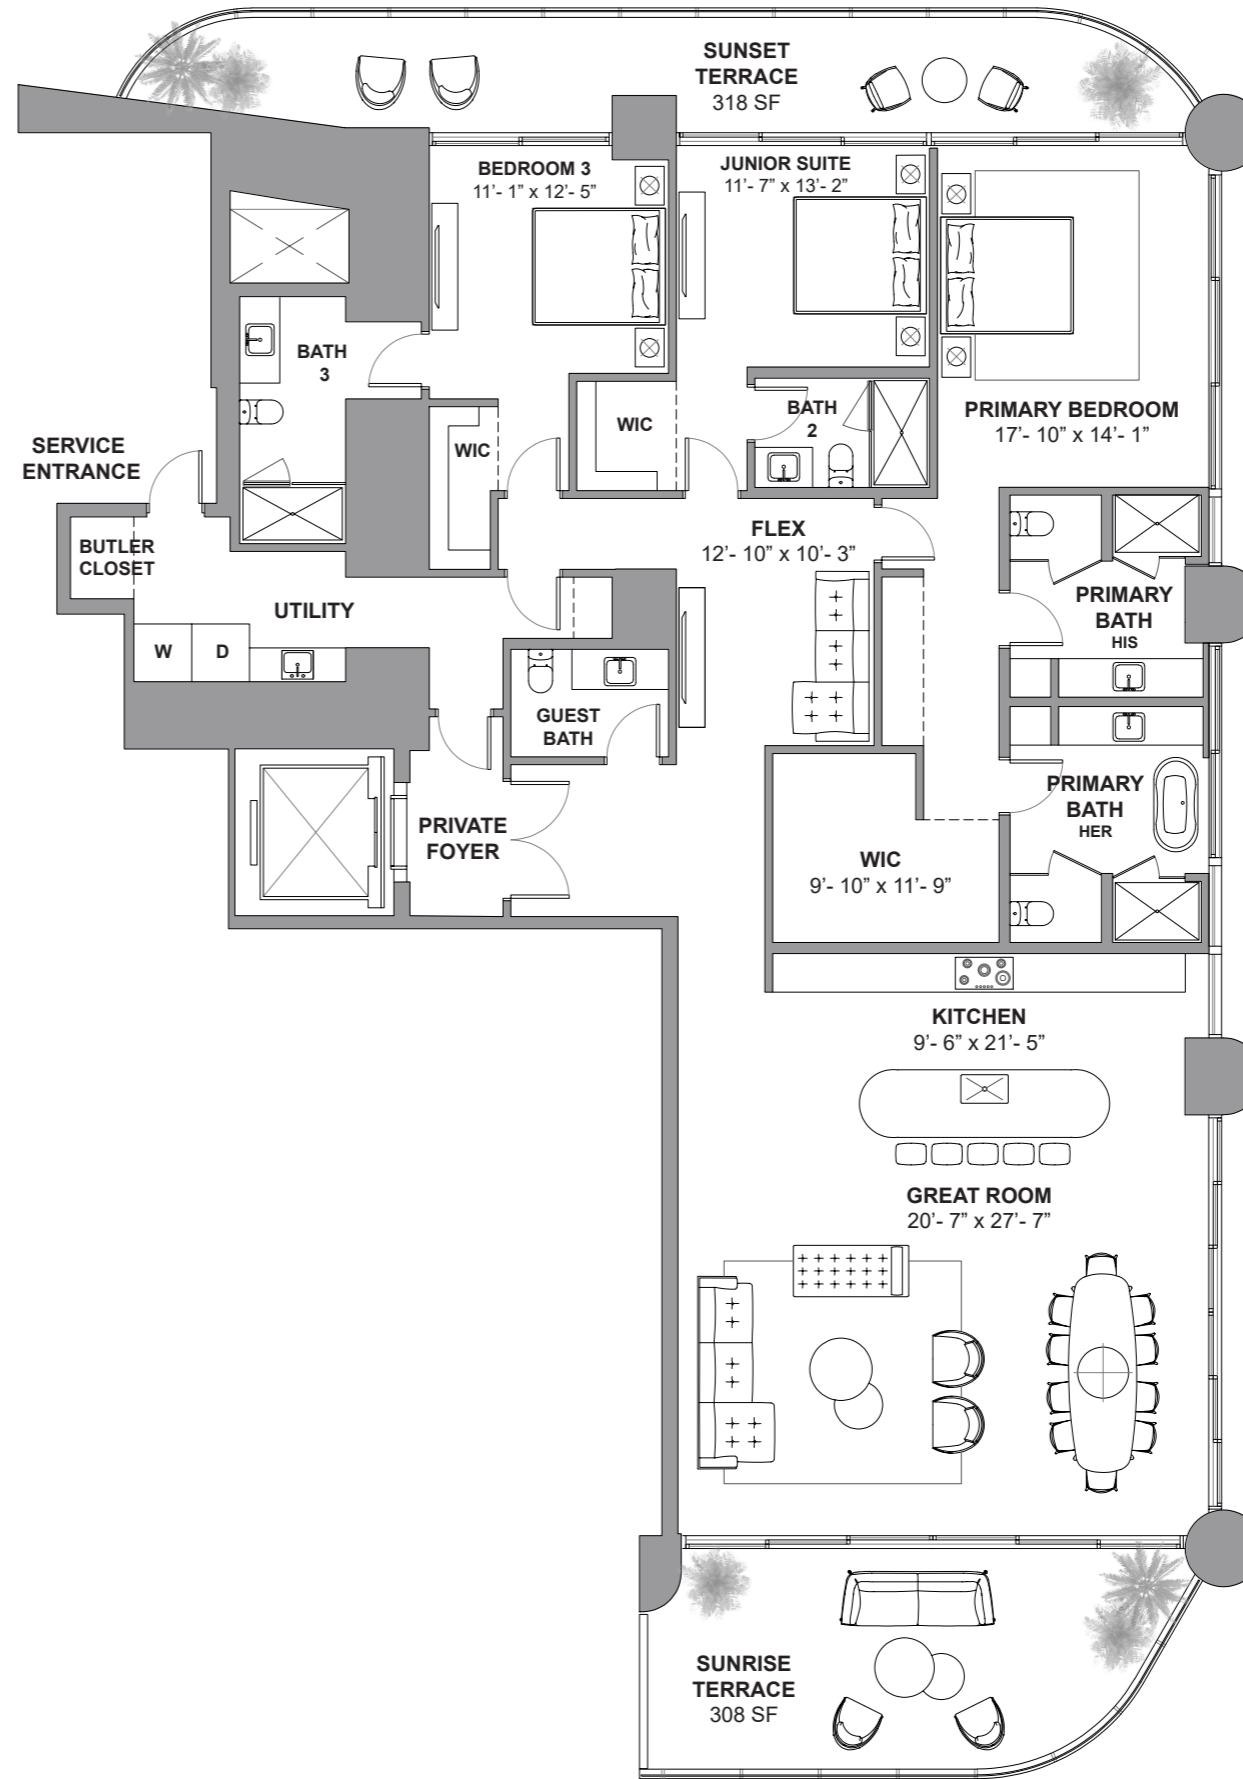 SUNSET
TERRACE
318 SF
BEDROOM 3
11’- 1” x 12’- 5”
JUNIOR SUITE
11’- 7” x 13’- 2”
BATH
3
WIC
WIC
BATH
2
PRIMARY BEDROOM
17’- 10” x 14’- 1”
SERVICE
ENTRANCE
BUTLER
CLOSET
FLEX
12’- 10” x 10’- 3”
UTILITY
W
D
PRIMARY
BATH
HIS
GUEST
BATH
PRIMARY
BATH
HER
PRIVATE
FOYER
WIC
9’- 10” x 11’- 9”
KITCHEN
9’- 6” x 21’- 5”
GREAT ROOM
20’- 7” x 27’- 7”
SUNRISE
TERRACE
308 SF